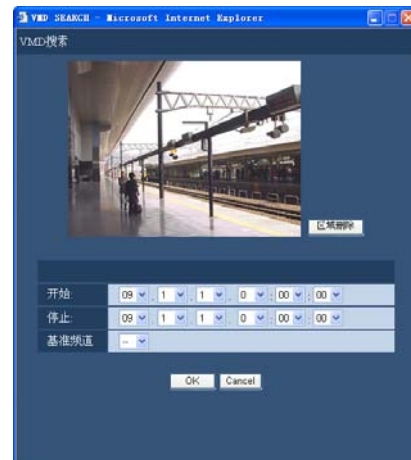 VMD SEARCH - Microsoft Internet Explorer
VMD搜索
区域删除
开始: 09 . 1 . 1 . 0 : 00 : 00
停止: 09 . 1 . 1 . 0 : 00 : 00
基准频道 --
OK Cancel